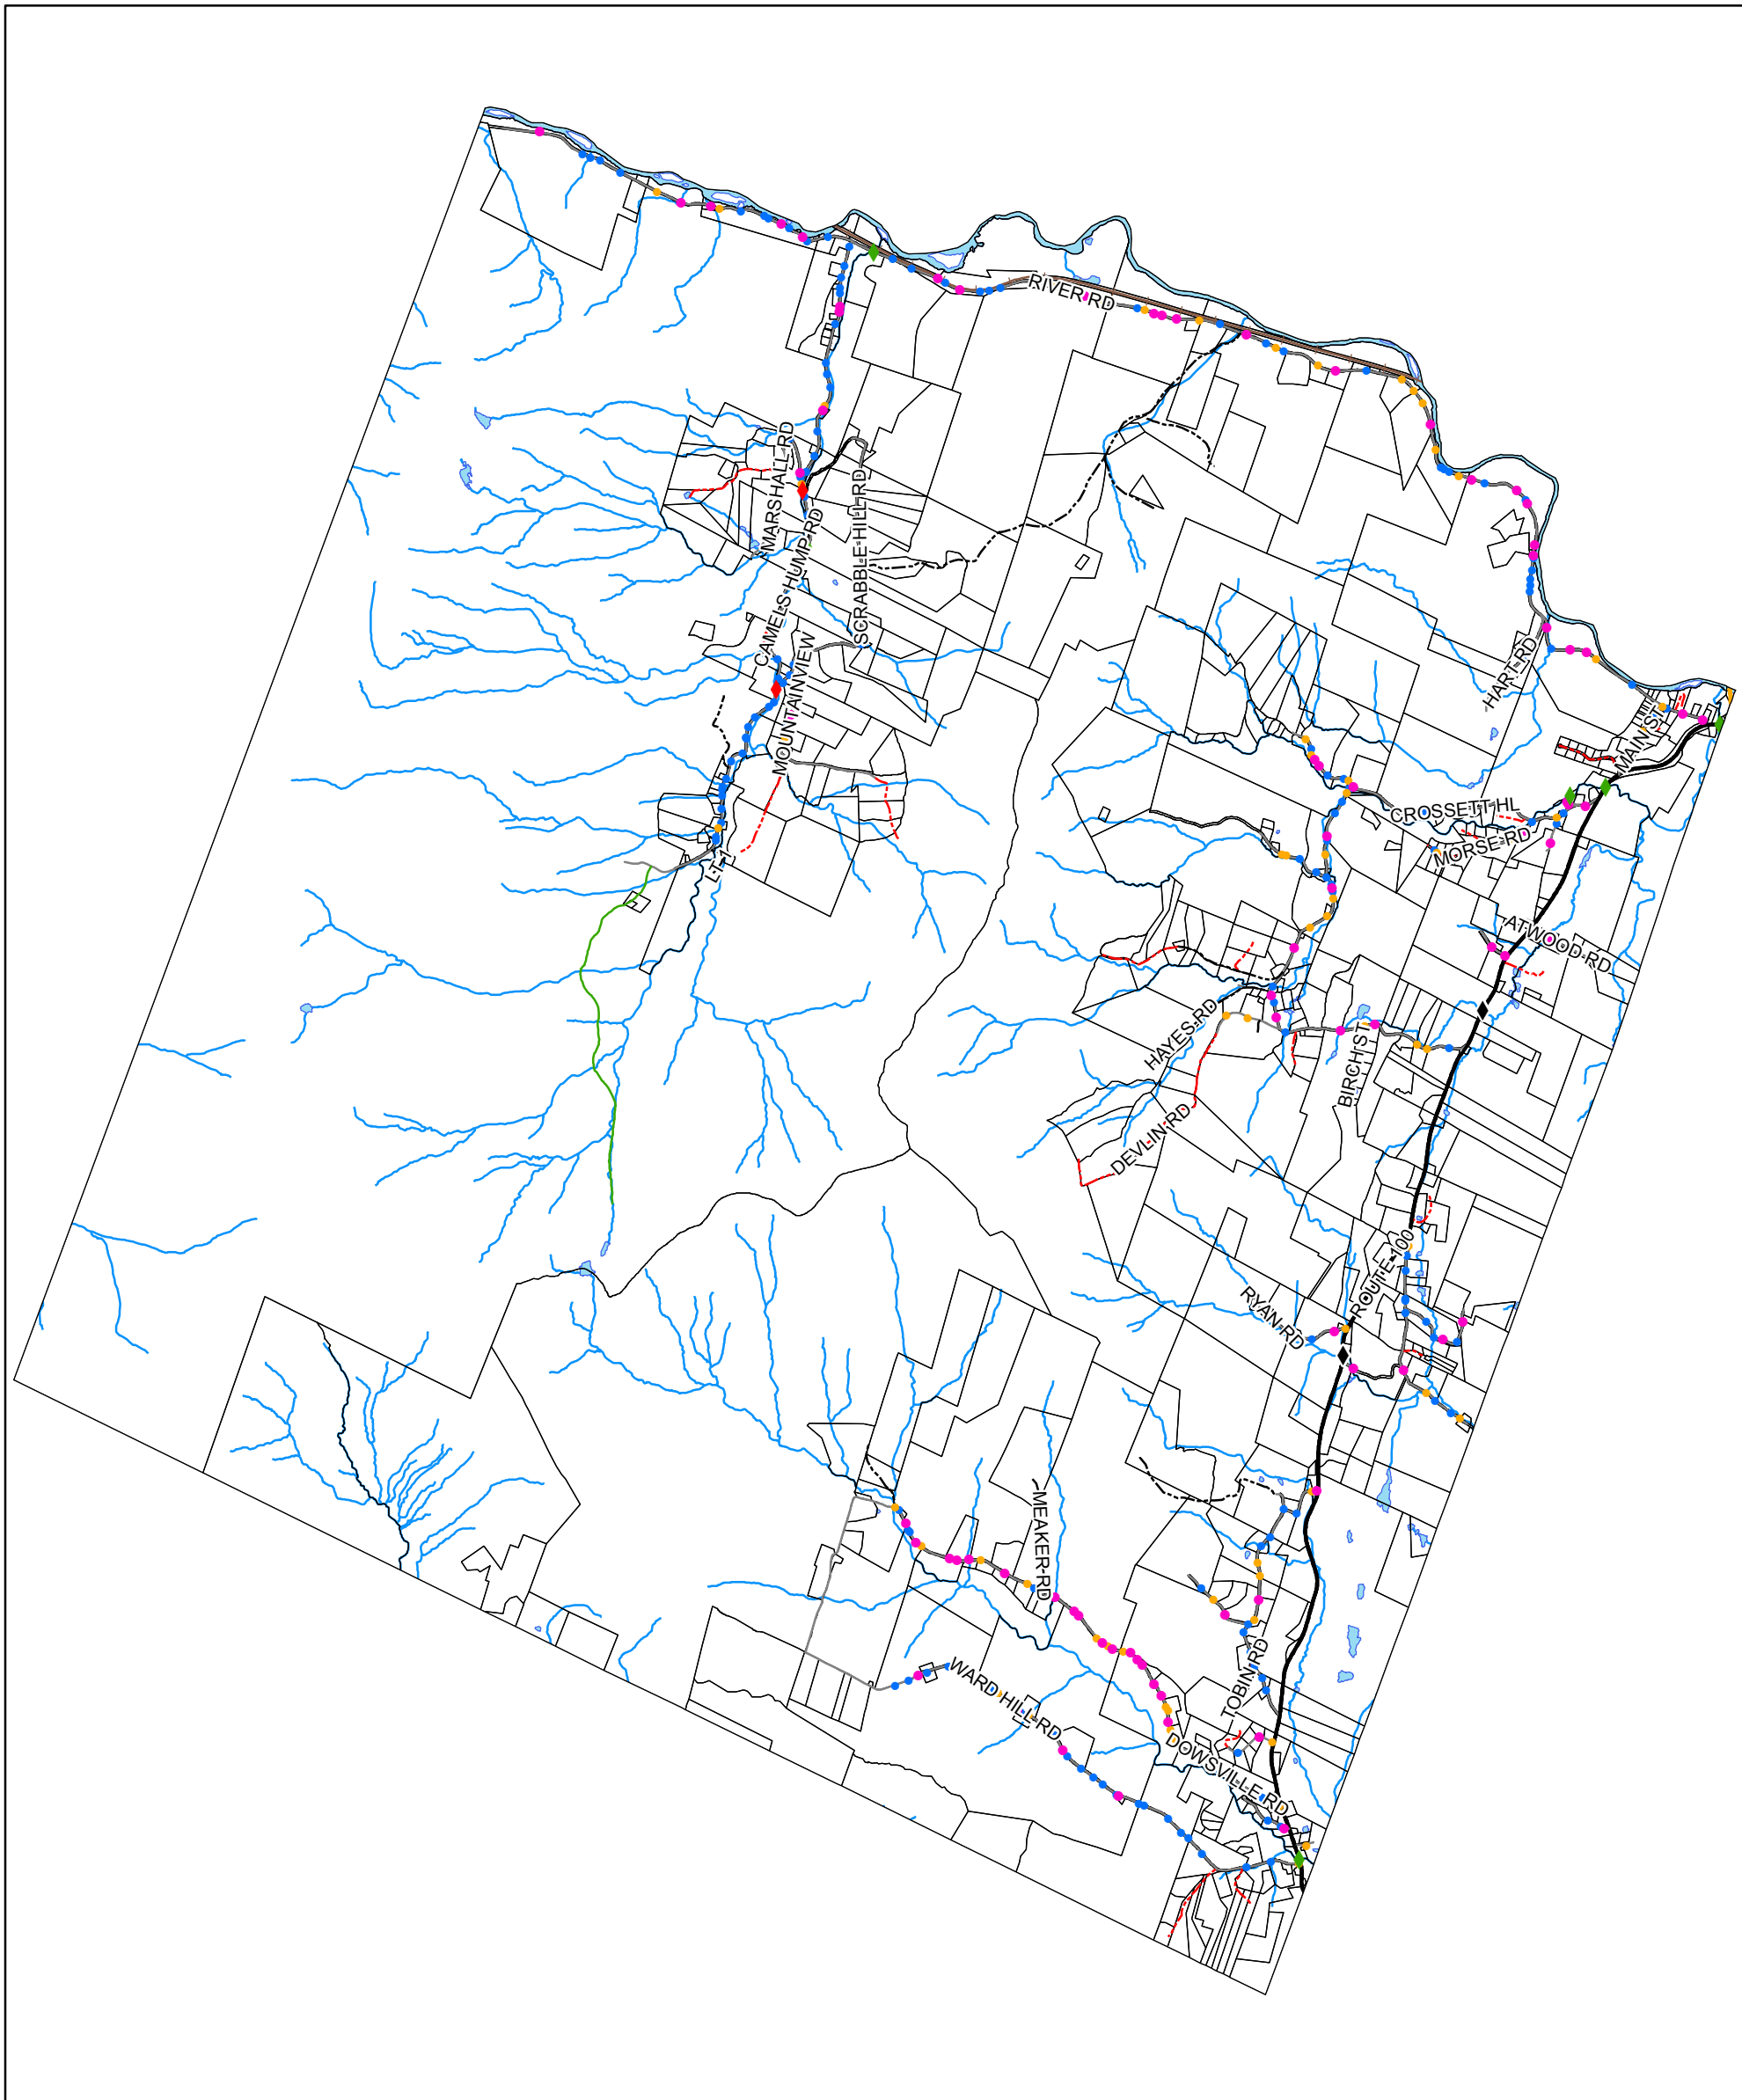 RIVER RD
MARSHALL RD
SCRABBLE HILL RD
CAMELS HUMP RD
MOUNTAINVIEW
HART RD
MAIN ST
CROSSETT HL
MORSE RD
ATWOOD RD
HAYES RD
BIRCH ST
DEVLIN RD
ROUTE 100
RYAN RD
MEAKER RD
WARD HILL RD
TOBIN RD
DOWSVILLE RD